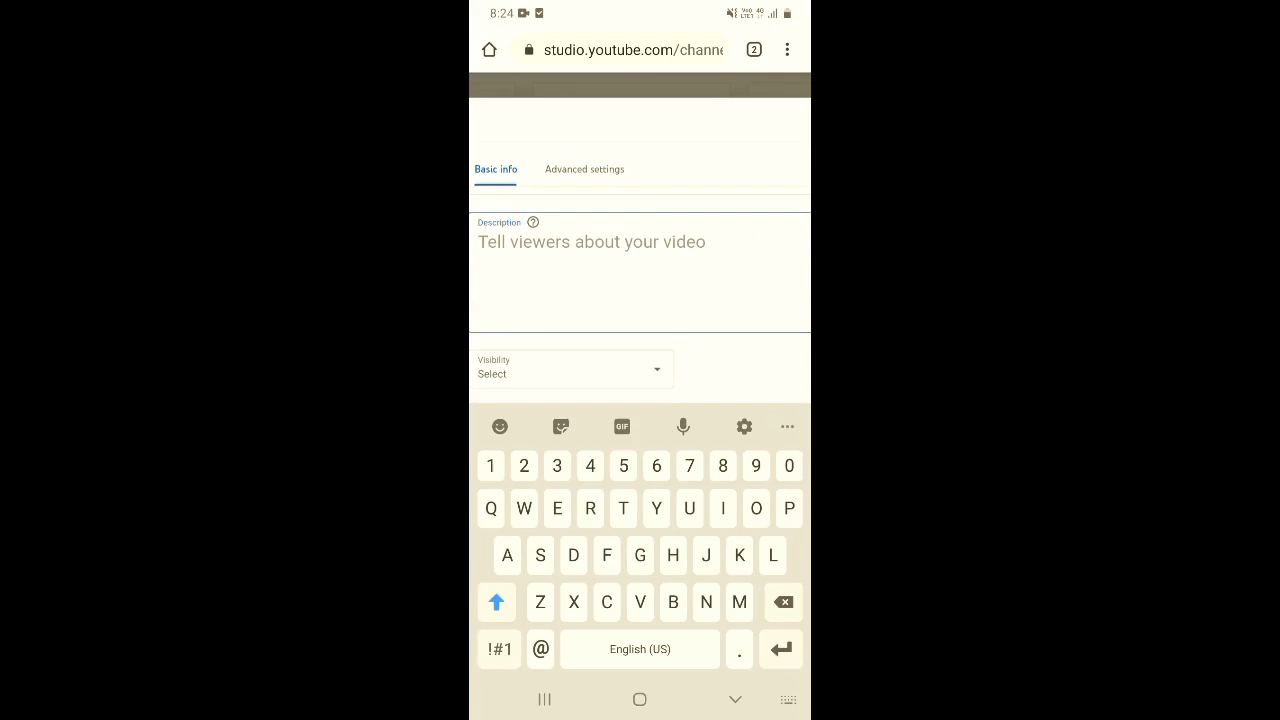 8:24
studio.youtube.com/channe
2
Basic info
Advanced settings
Description
Tell viewers about your video
Visibility
Select
GIF
1 2 3 4 5 6 7 8 9 0
Q W E R T Y U I O P
A S D F G H J K L
Z X C V B N M
!#1 @ English (US) .